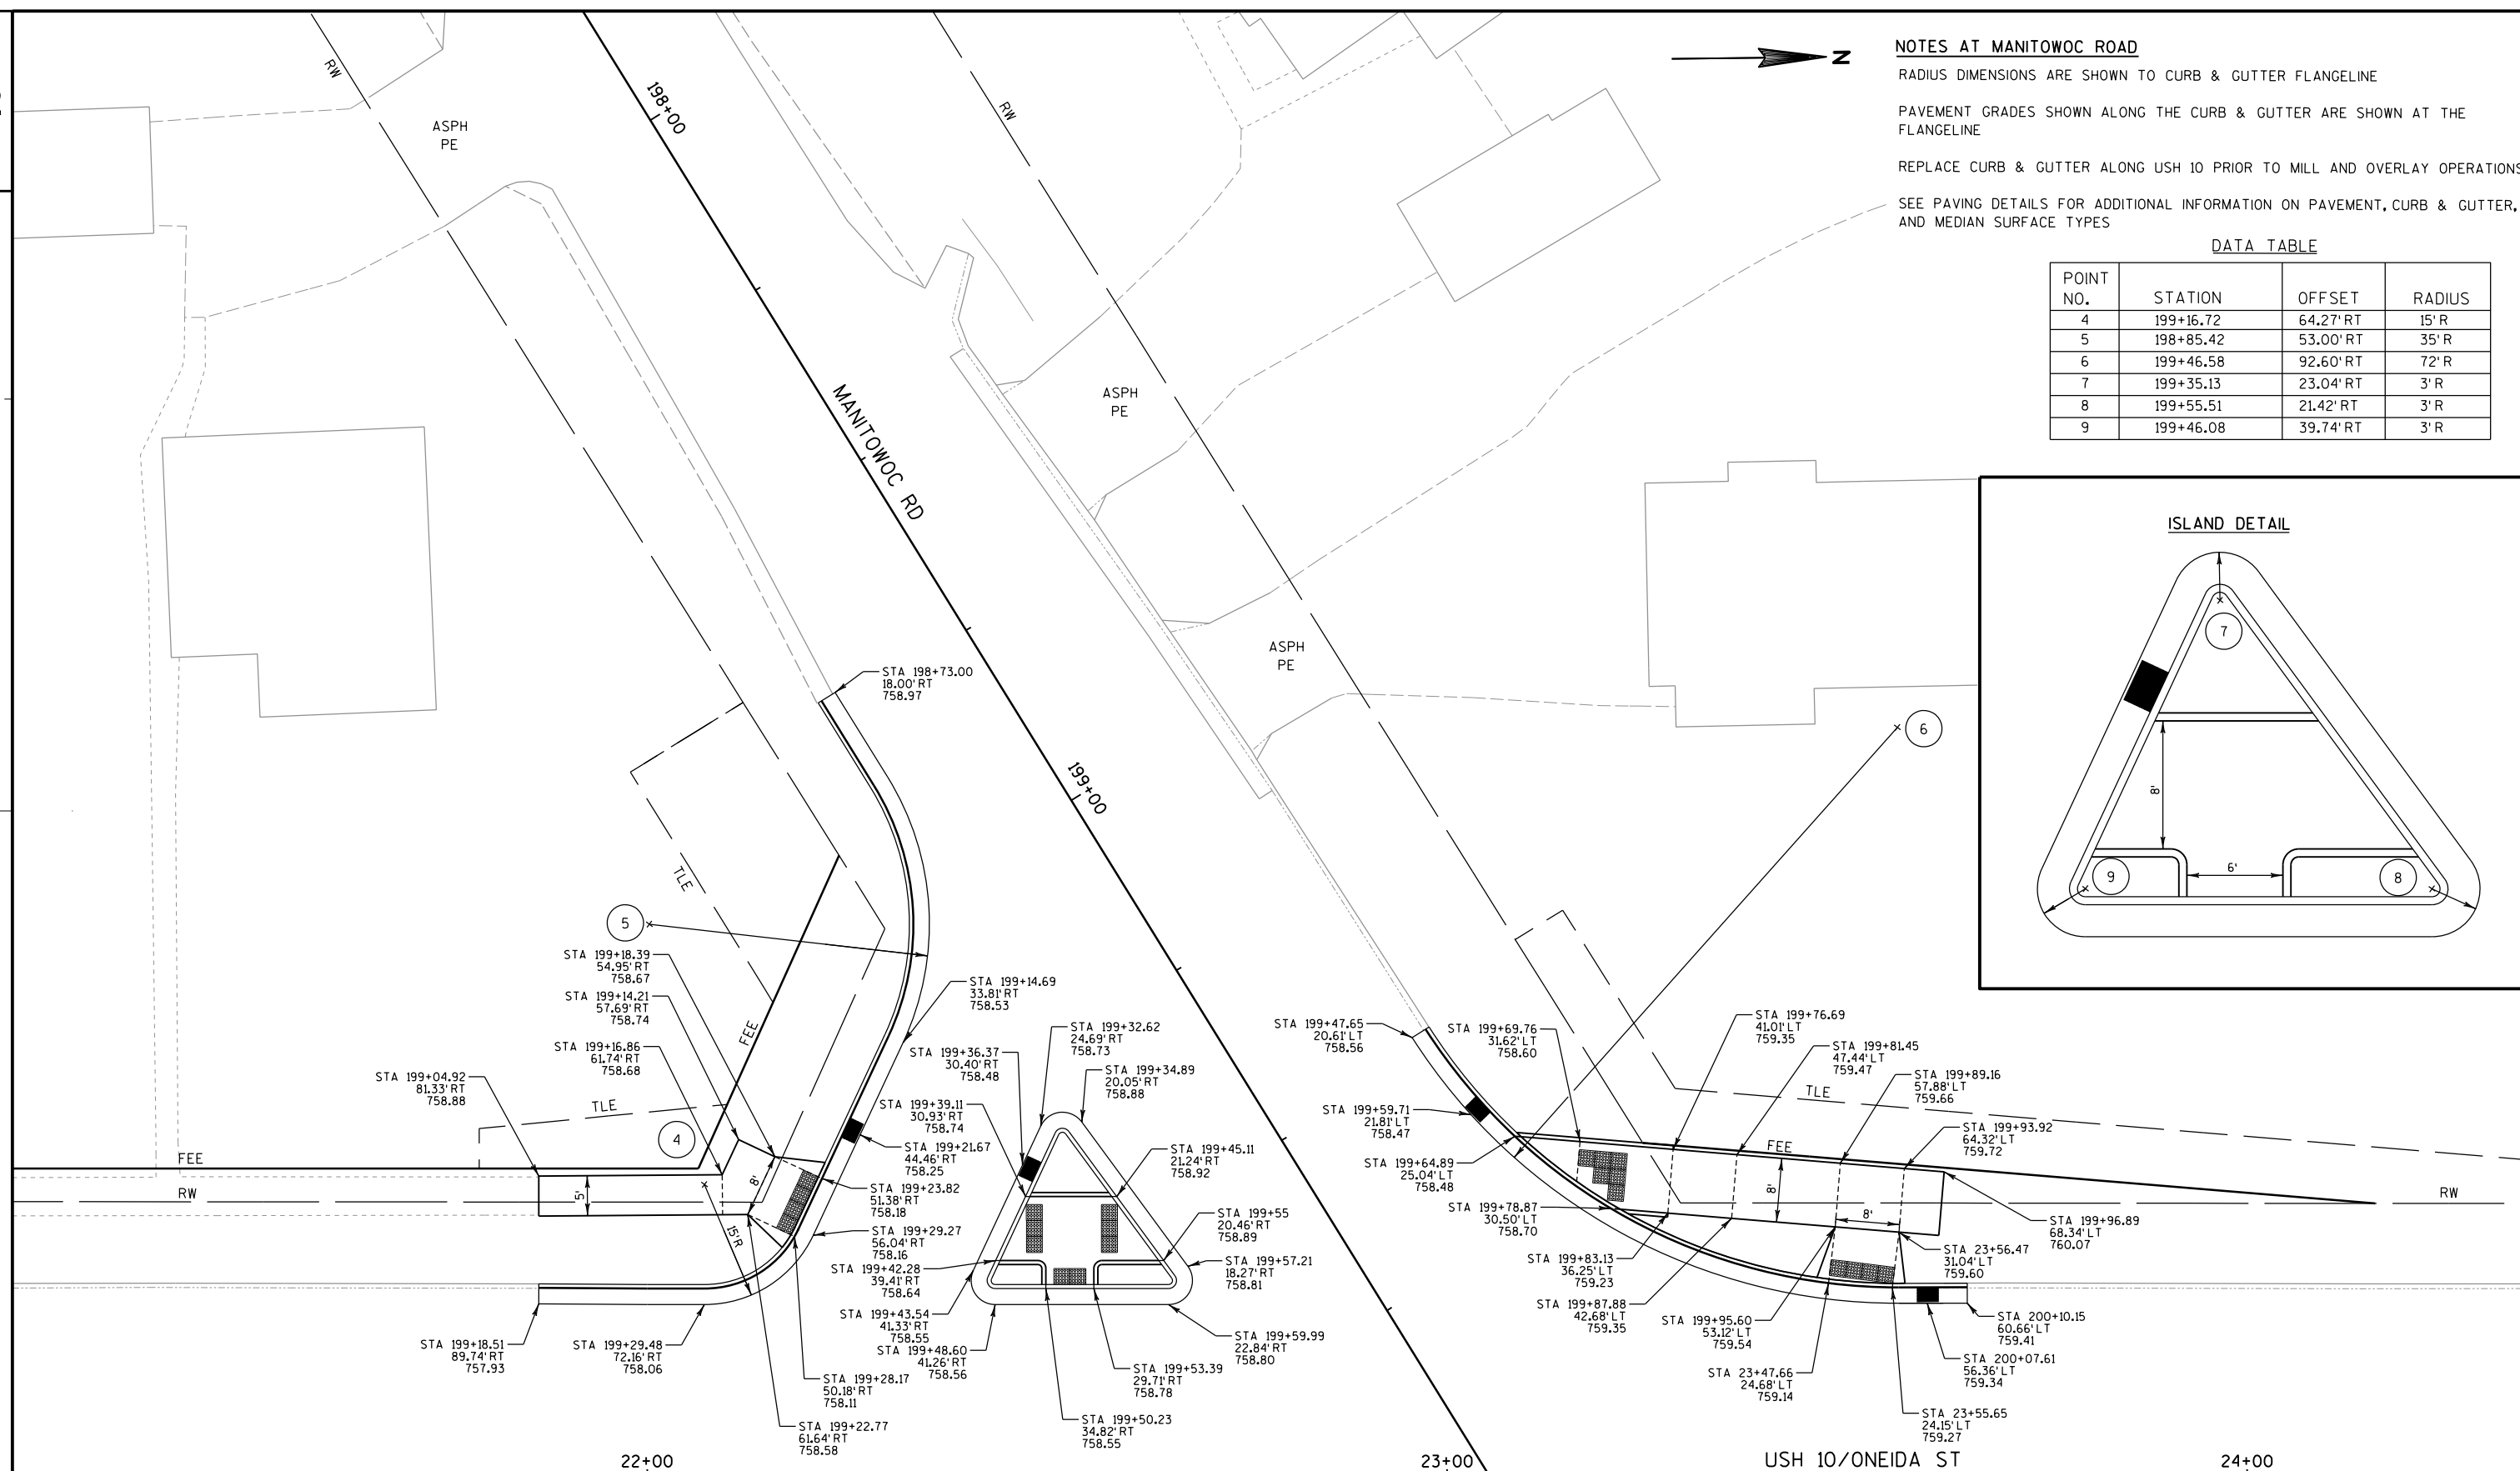 NOTES AT MANITOWOC ROAD
RADIUS DIMENSIONS ARE SHOWN TO CURB & GUTTER FLANGELINE
PAVEMENT GRADES SHOWN ALONG THE CURB & GUTTER ARE SHOWN AT THE
FLANGELINE
REPLACE CURB & GUTTER ALONG USH 10 PRIOR TO MILL AND OVERLAY OPERATIONS
SEE PAVING DETAILS FOR ADDITIONAL INFORMATION ON PAVEMENT, CURB & GUTTER,
AND MEDIAN SURFACE TYPES
N
DATA TABLE
POINT NO. STATION OFFSET RADIUS
4 199+16.72 64.27' RT 15' R
5 198+85.42 53.00' RT 35' R
6 199+46.58 92.60' RT 72' R
7 199+35.13 23.04' RT 3' R
8 199+55.51 21.42' RT 3' R
9 199+46.08 39.74' RT 3' R
ISLAND DETAIL
7
8'
6'
9
8
RW
198+00
RW
ASPH
PE
MANITOWOC RD
ASPH
PE
ASPH
PE
199+00
STA 198+73.00
18.00' RT
758.97
6
TLE
5
STA 199+18.39
54.95' RT
758.67
STA 199+14.21
57.69' RT
758.74
STA 199+16.86
61.74' RT
758.68
STA 199+04.92
81.33' RT
758.88
FEE
TLE
4
FEE
RW
5'
8'
15'R
STA 199+14.69
33.81' RT
758.53
STA 199+32.62
24.69' RT
758.73
STA 199+36.37
30.40' RT
758.48
STA 199+34.89
20.05' RT
758.88
STA 199+39.11
30.93' RT
758.74
STA 199+21.67
44.46' RT
758.25
STA 199+45.11
21.24' RT
758.92
STA 199+23.82
51.38' RT
758.18
STA 199+55
20.46' RT
758.89
STA 199+29.27
56.04' RT
758.16
STA 199+57.21
18.27' RT
758.81
STA 199+42.28
39.41' RT
758.64
STA 199+43.54
41.33' RT
758.55
STA 199+59.99
22.84' RT
758.80
STA 199+48.60
41.26' RT
758.56
STA 199+53.39
29.71' RT
758.78
STA 199+18.51
89.74' RT
757.93
STA 199+29.48
72.16' RT
758.06
STA 199+28.17
50.18' RT
758.11
STA 199+22.77
61.64' RT
758.58
STA 199+50.23
34.82' RT
758.55
STA 199+47.65
20.61' LT
758.56
STA 199+69.76
31.62' LT
758.60
STA 199+76.69
41.01' LT
759.35
STA 199+81.45
47.44' LT
759.47
STA 199+89.16
57.88' LT
759.66
TLE
STA 199+59.71
21.81' LT
758.47
STA 199+93.92
64.32' LT
759.72
FEE
STA 199+64.89
25.04' LT
758.48
8'
RW
STA 199+78.87
30.50' LT
758.70
8'
STA 199+96.89
68.34' LT
760.07
STA 199+83.13
36.25' LT
759.23
STA 23+56.47
31.04' LT
759.60
STA 199+87.88
42.68' LT
759.35
STA 199+95.60
53.12' LT
759.54
STA 200+10.15
60.66' LT
759.41
STA 23+47.66
24.68' LT
759.14
STA 200+07.61
56.36' LT
759.34
STA 23+55.65
24.15' LT
759.27
22+00
23+00
USH 10/ONEIDA ST
24+00